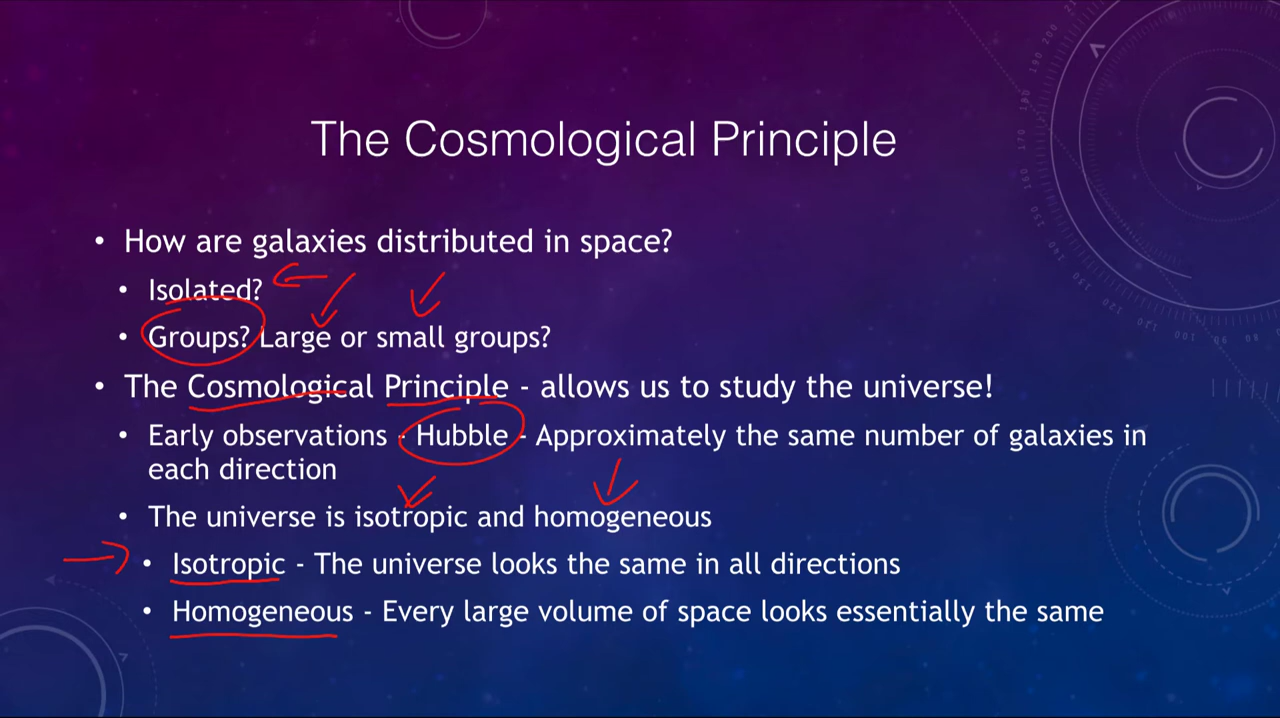 The Cosmological Principle
• How are galaxies distributed in space?
• Isolated?
• Groups? Large or small groups?
• The Cosmological Principle - allows us to study the universe!
• Early observations - Hubble - Approximately the same number of galaxies in
each direction
• The universe is isotropic and homogeneous
• Isotropic - The universe looks the same in all directions
• Homogeneous - Every large volume of space looks essentially the same